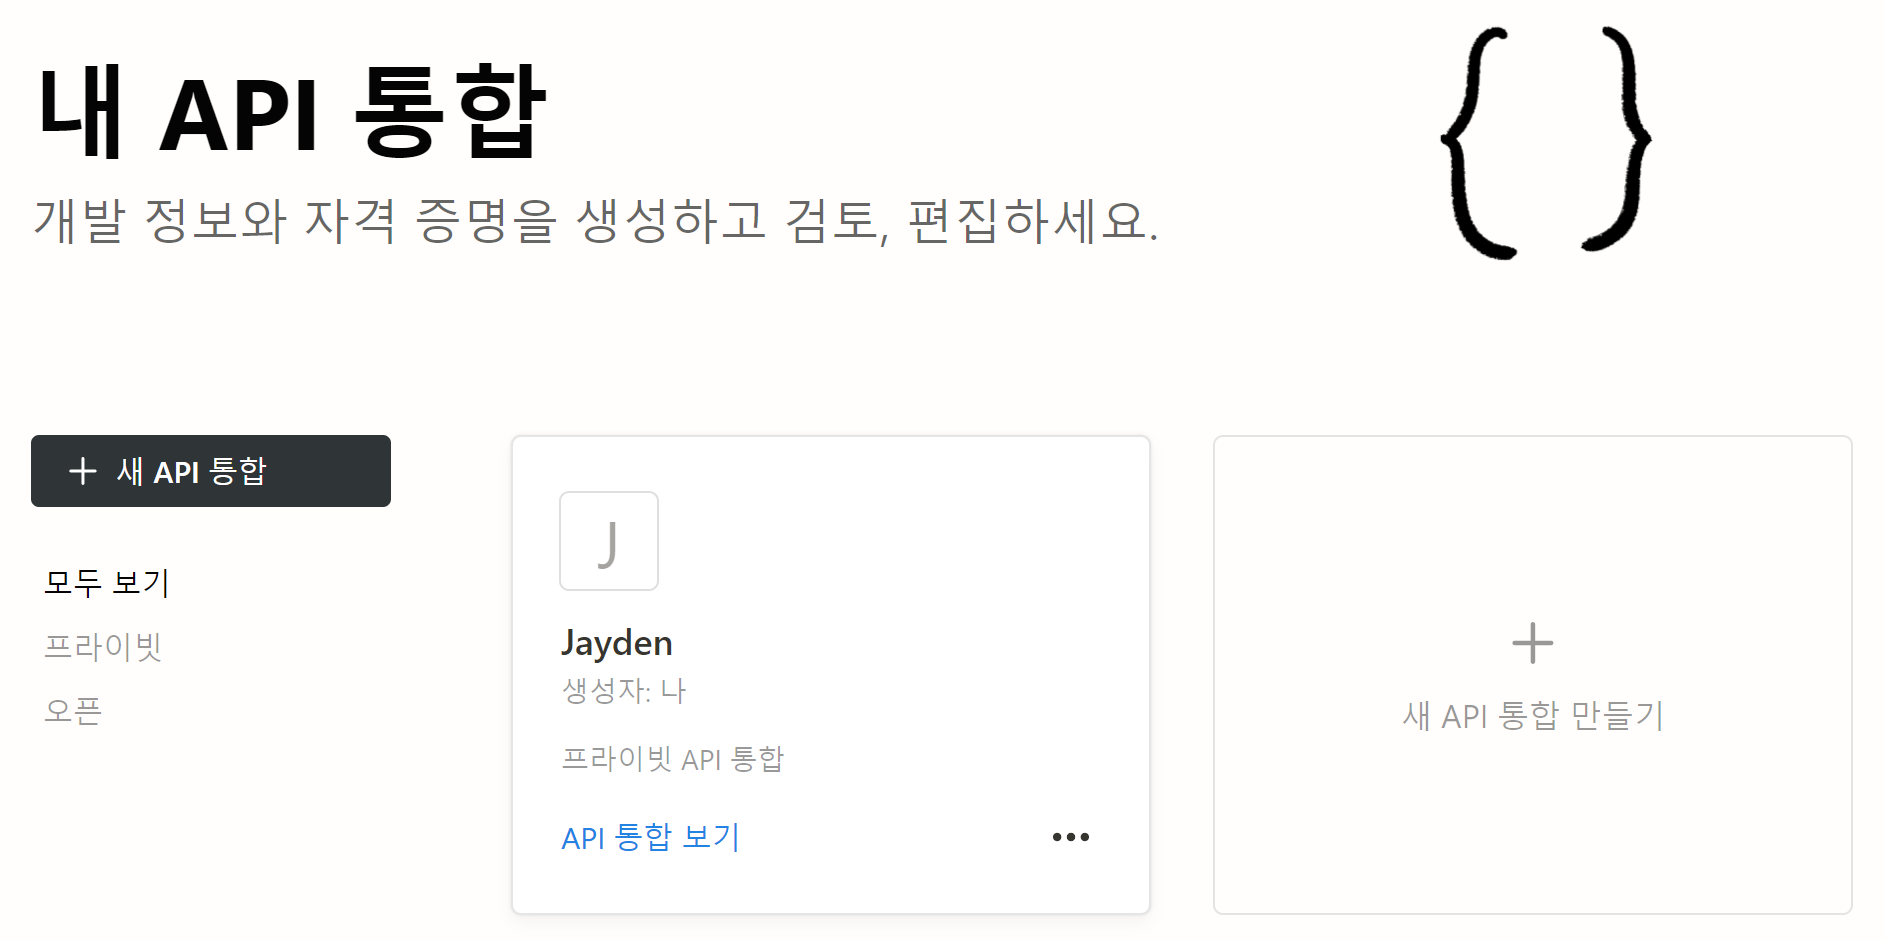 내 API 통합
개발 정보와 자격 증명을 생성하고 검토, 편집하세요.
{ }
+ 새 API 통합
모두 보기
프라이빗
오픈
J
Jayden
생성자: 나
프라이빗 API 통합
API 통합 보기 •••
+
새 API 통합 만들기